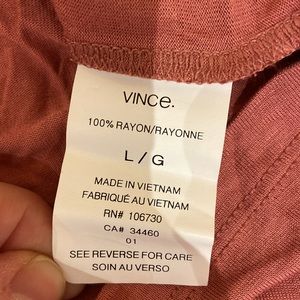 VINCE.
100% RAYON/RAYONNE
L / G
MADE IN VIETNAM
FABRIQUÉ AU VIETNAM
RN# 106730
CA# 34460
01
SEE REVERSE FOR CARE
SOIN AU VERSO